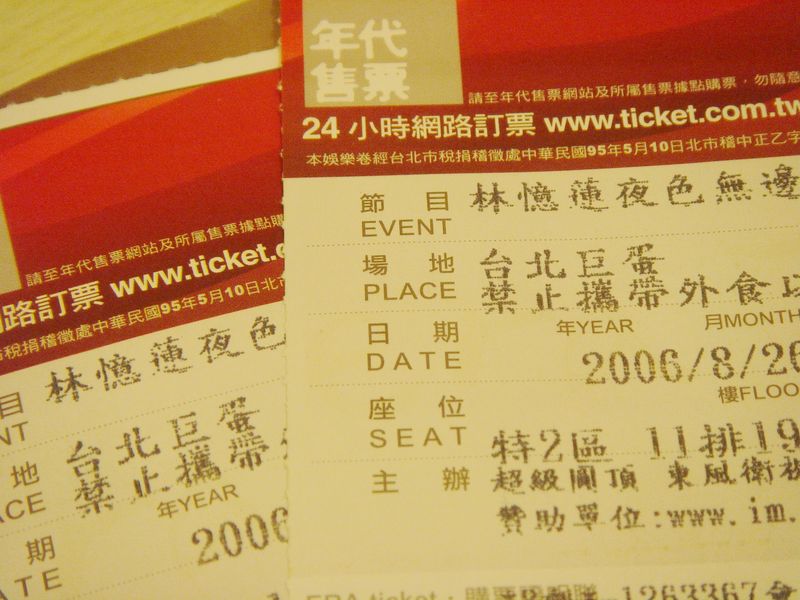 年代
售票
請至年代售票網站及所屬售票據點購票，勿隨意
24 小時網路訂票 www.ticket.com.tw
本娛樂卷經台北市稅捐稽徵處中華民國95年5月10日北市稽中正乙字
節目 林憶蓮夜色無邊
EVENT
場地 台北巨蛋
PLACE 禁止攜帶外食
年YEAR 月MONTH
日期
DATE 2006/8/26
樓FLOO
座位
SEAT 特2區 11排19
主辦 超級圓頂 東風衛視
贊助單位:www.im.
ERA ticket
1263367
請至年代售票網站及所屬售票據點購
網路訂票 www.ticket.c
市稅捐稽徵處中華民國95年5月10日北市
目 林憶蓮夜色
NT
地 台北巨蛋
ACE 禁止攜帶
年YEAR
期
ATE 2006